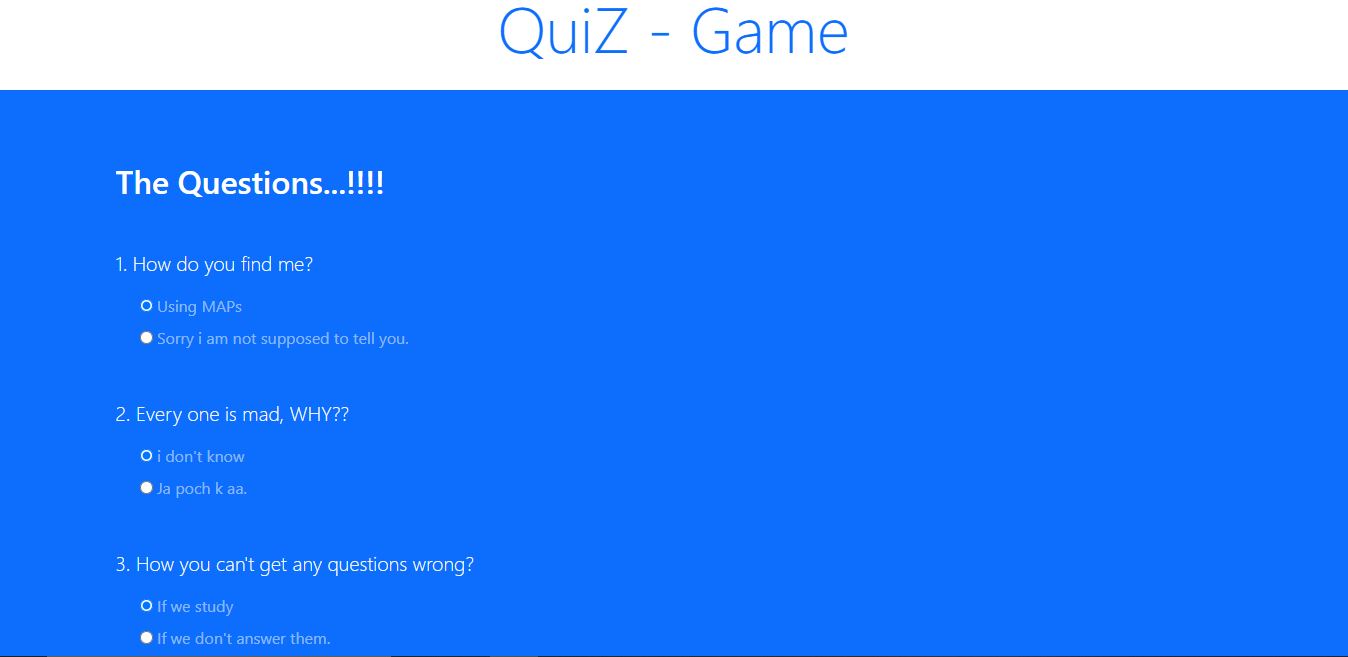 QuiZ - Game
The Questions...!!!!
1. How do you find me?
Using MAPs
Sorry i am not supposed to tell you.
2. Every one is mad, WHY??
i don't know
Ja poch k aa.
3. How you can't get any questions wrong?
If we study
If we don't answer them.